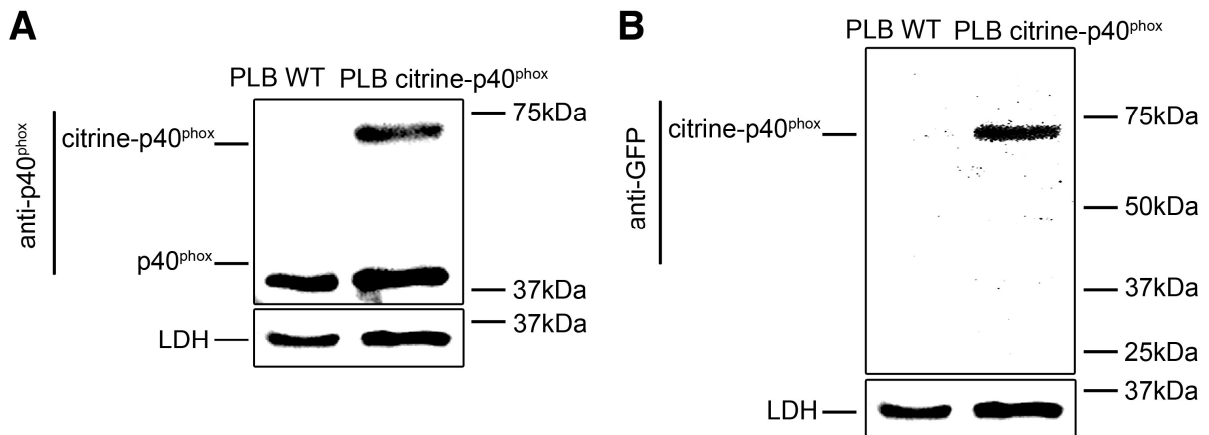 A
PLB WT PLB citrine-p40phox
75kDa
citrine-p40phox
anti-p40phox
p40phox
37kDa
37kDa
LDH
B
PLB WT PLB citrine-p40phox
75kDa
citrine-p40phox
anti-GFP
50kDa
37kDa
25kDa
37kDa
LDH